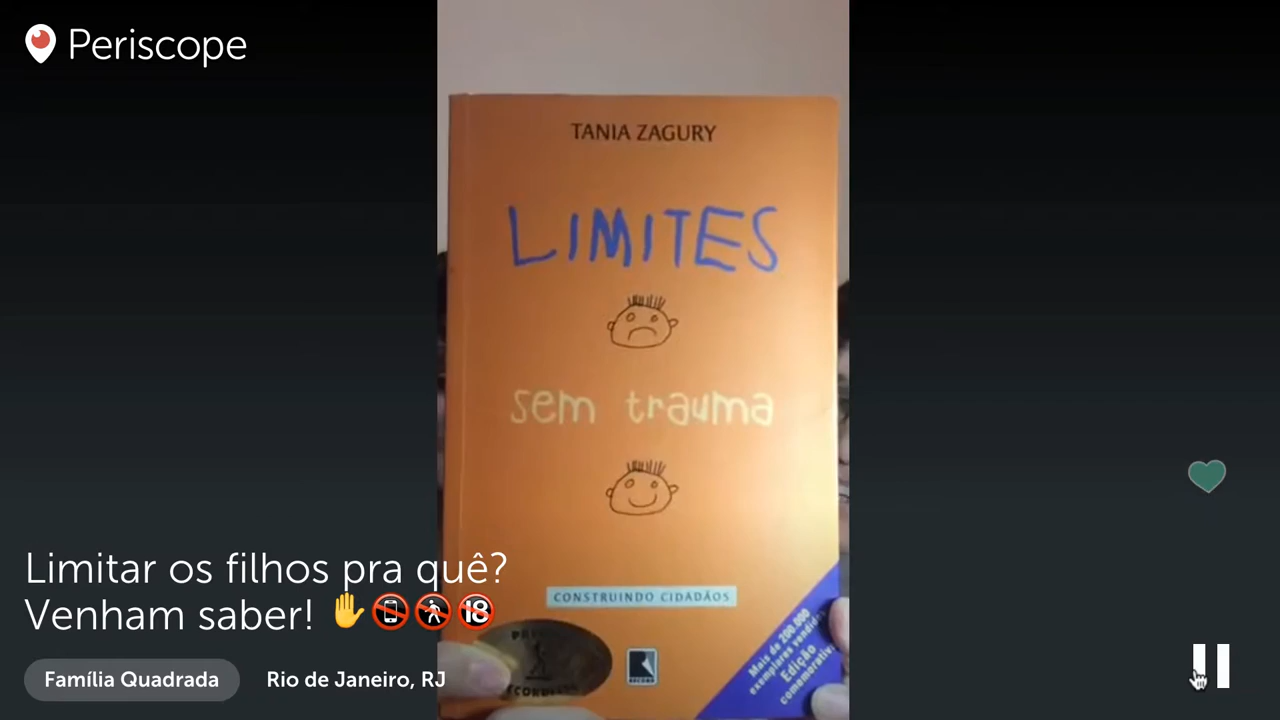 Periscope
TANIA ZAGURY
LIMITES
sem trauma
Limitar os filhos pra quê?
Venham saber! ✋📵🚷🔞
CONSTRUINDO CIDADÃOS
Mais de 200.000
exemplares vendidos
Edição
comemorativa
RECORD
Família Quadrada
Rio de Janeiro, RJ